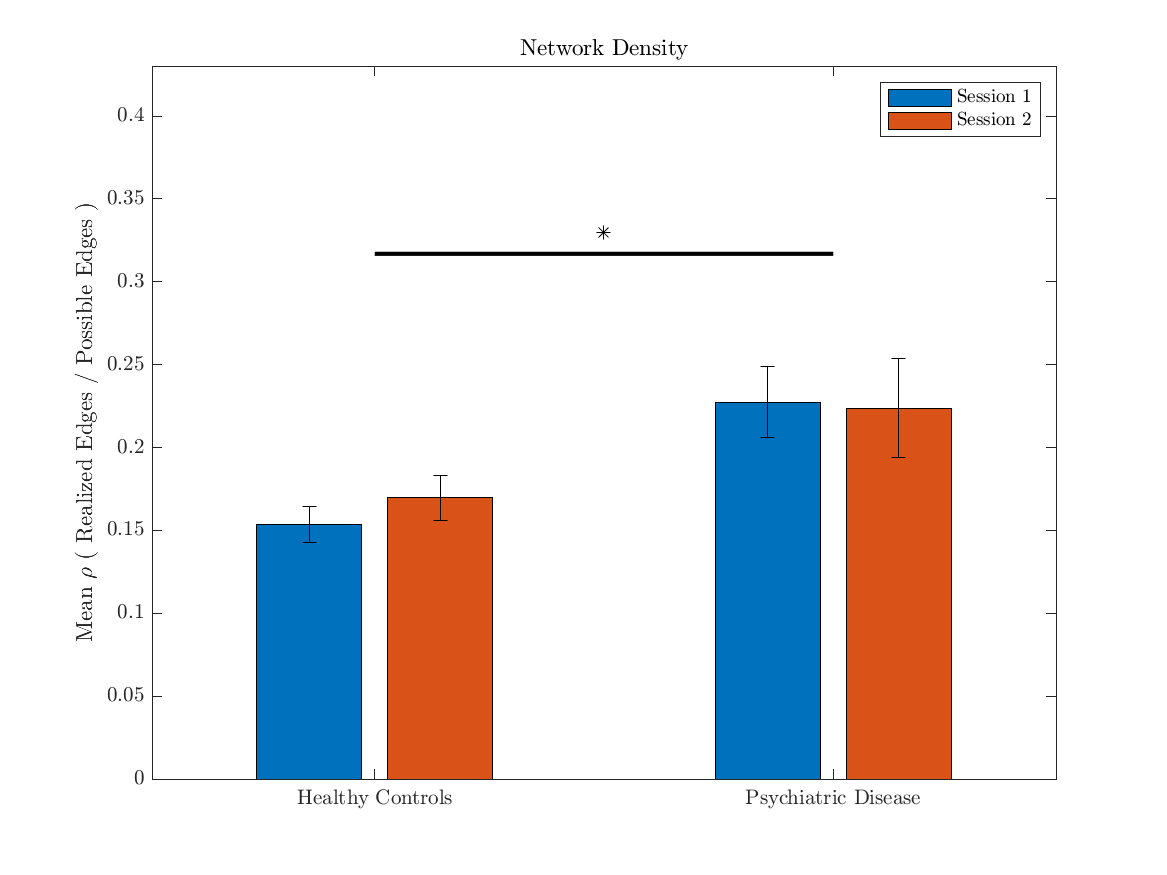 Network Density
Session 1
Session 2
0.4
0.35
0.3
0.25
0.2
0.15
0.1
0.05
0
Mean ρ ( Realized Edges / Possible Edges )
*
Healthy Controls
Psychiatric Disease